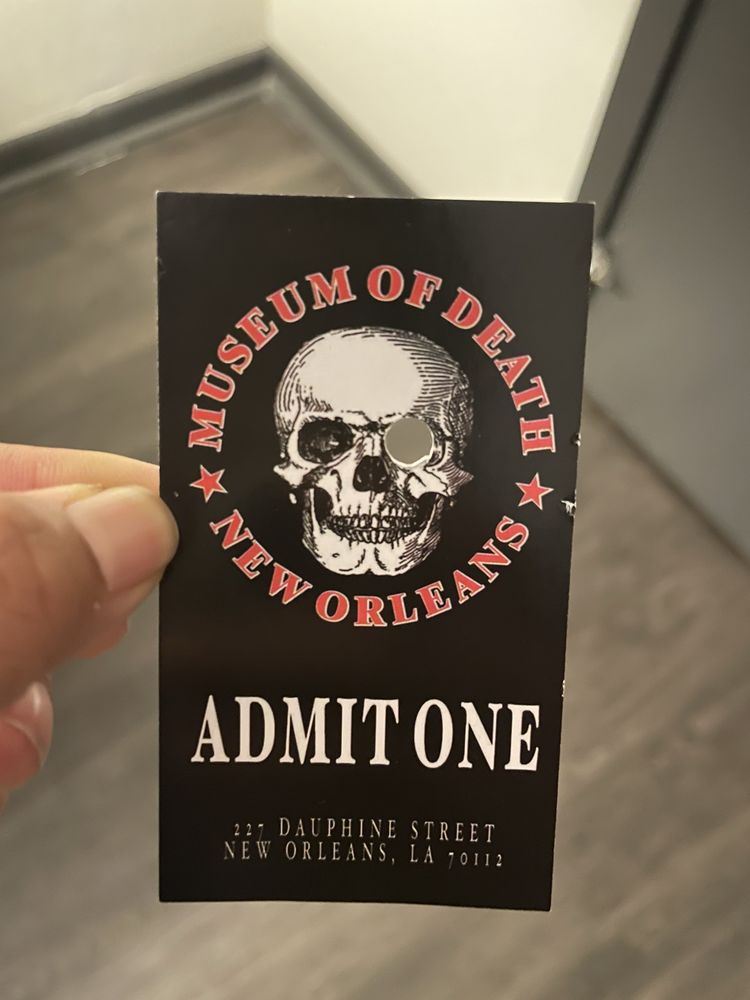 MUSEUM OF DEATH
NEW ORLEANS
ADMIT ONE
227 DAUPHINE STREET
NEW ORLEANS, LA 70112